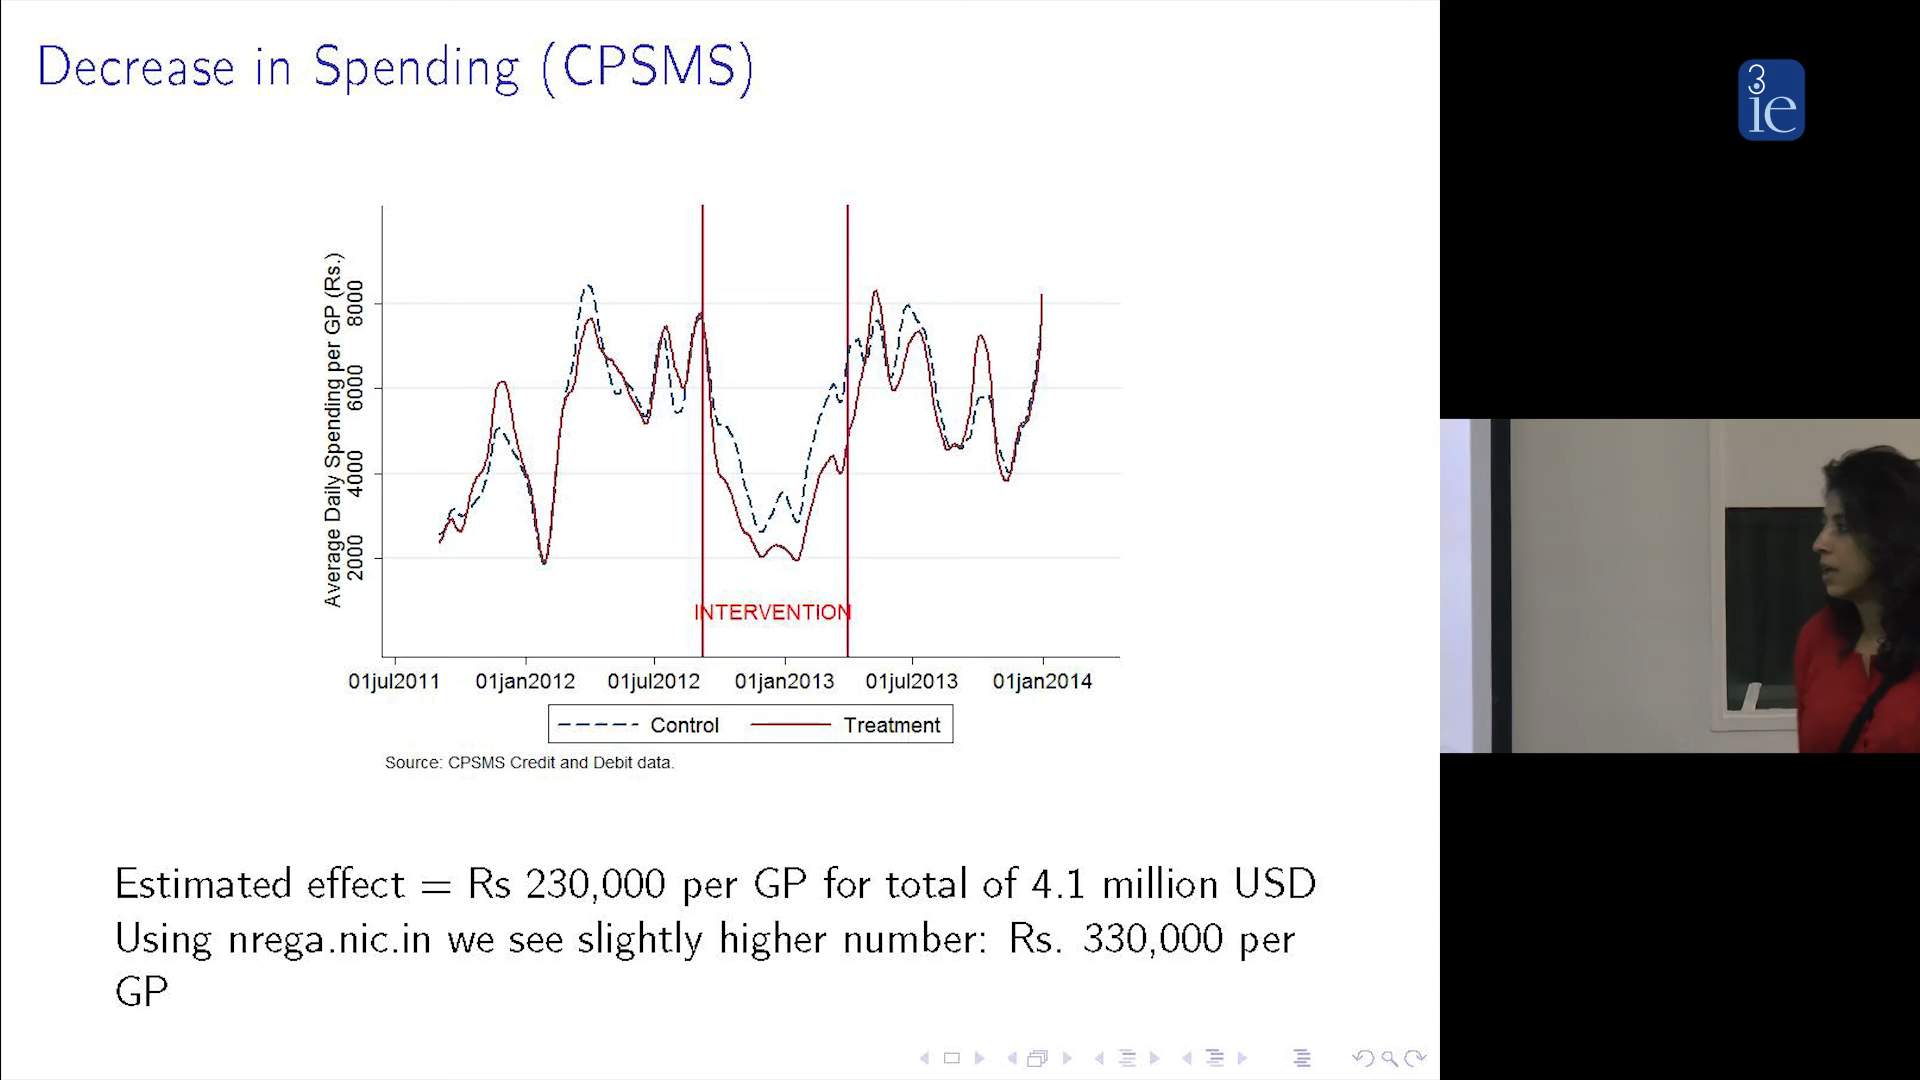 Decrease in Spending (CPSMS)
3ie
Average Daily Spending per GP (Rs.)
8000
6000
4000
2000
INTERVENTION
01jul2011 01jan2012 01jul2012 01jan2013 01jul2013 01jan2014
Control Treatment
Source: CPSMS Credit and Debit data.
Estimated effect = Rs 230,000 per GP for total of 4.1 million USD
Using nrega.nic.in we see slightly higher number: Rs. 330,000 per
GP